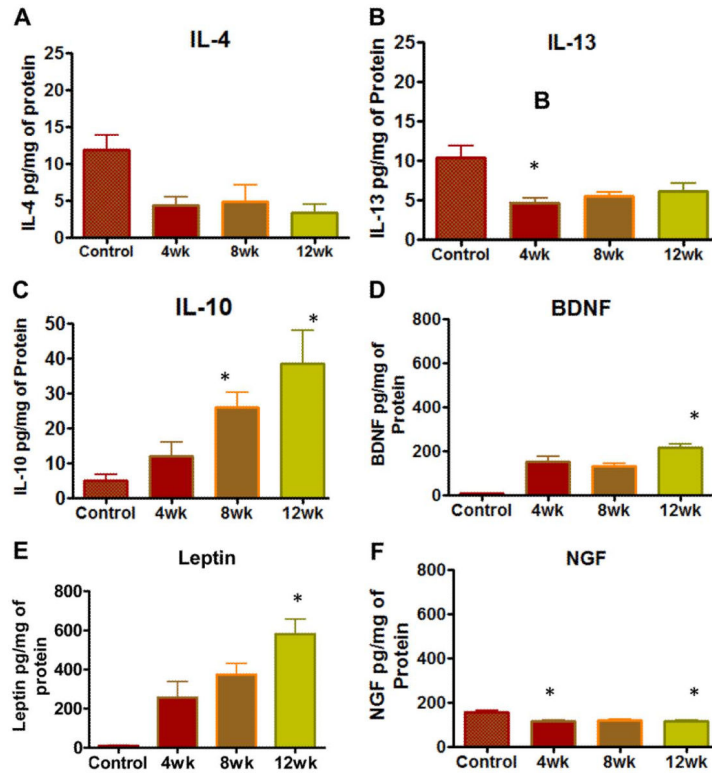 A
IL-4
IL-4 pg/mg of protein
25
20
15
10
5
0
Control 4wk 8wk 12wk
B
IL-13
B
IL-13 pg/mg of Protein
25
20
15
10
5
0
*
Control 4wk 8wk 12wk
C
IL-10
IL-10 pg/mg of Protein
50
40
30
20
10
0
*
*
Control 4wk 8wk 12wk
D
BDNF
BDNF pg/mg of
Protein
800
600
400
200
0
*
Control 4wk 8wk 12wk
E
Leptin
Leptin pg/mg of
protein
800
600
400
200
0
*
Control 4wk 8wk 12wk
F
NGF
NGF pg/mg of
Protein
800
600
400
200
0
* *
Control 4wk 8wk 12wk